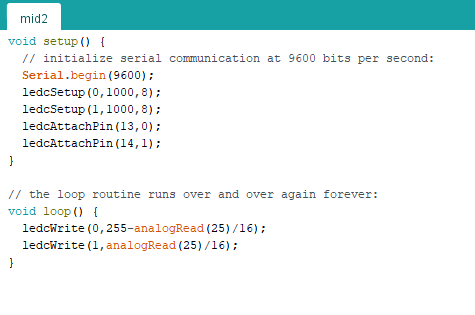 mid2
void setup() {
  // initialize serial communication at 9600 bits per second:
  Serial.begin(9600);
  ledcSetup(0,1000,8);
  ledcSetup(1,1000,8);
  ledcAttachPin(13,0);
  ledcAttachPin(14,1);
}

// the loop routine runs over and over again forever:
void loop() {
  ledcWrite(0,255-analogRead(25)/16);
  ledcWrite(1,analogRead(25)/16);
}